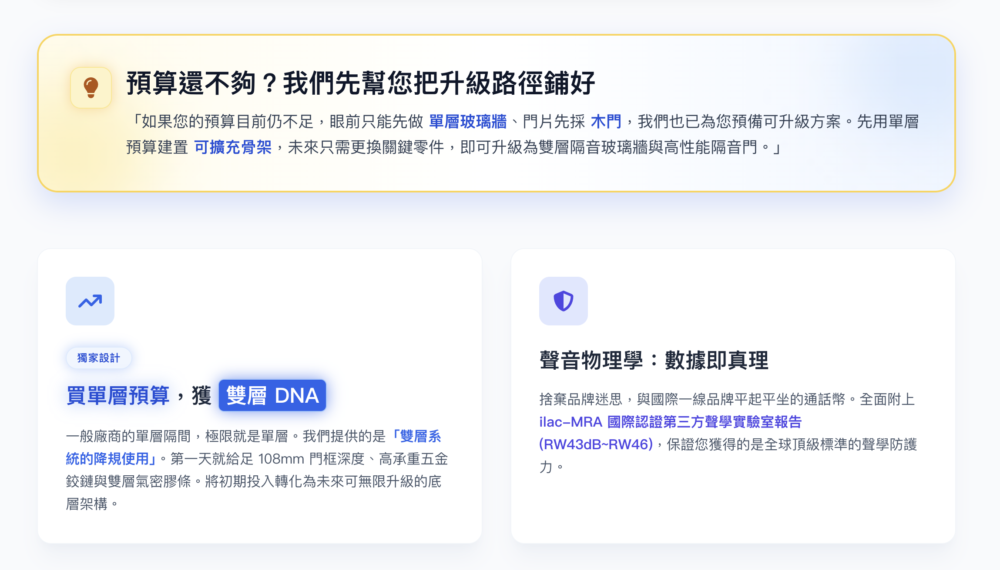 預算還不夠？我們先幫您把升級路徑鋪好
「如果您的預算目前仍不足，眼前只能先做 單層玻璃牆、門片先採 木門，我們也已為您預備可升級方案。先用單層
預算建置 可擴充骨架，未來只需更換關鍵零件，即可升級為雙層隔音玻璃牆與高性能隔音門。」
獨家設計
買單層預算，獲 雙層 DNA
一般廠商的單層隔間，極限就是單層。我們提供的是「雙層系
統的降規使用」。第一天就給足 108mm 門框深度、高承重五金
鉸鏈與雙層氣密膠條。將初期投入轉化為未來可無限升級的底
層架構。
聲音物理學：數據即真理
捨棄品牌迷思，與國際一線品牌平起平坐的通話幣。全面附上
ilac-MRA 國際認證第三方聲學實驗室報告
(RW43dB~RW46)，保證您獲得的是全球頂級標準的聲學防護
力。